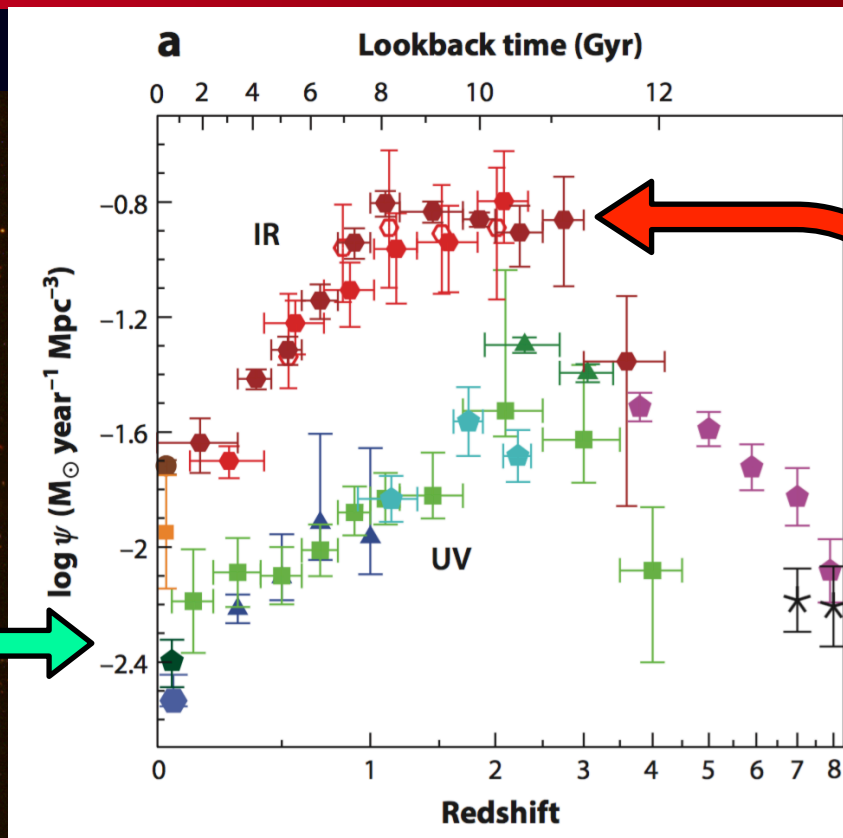 a
Lookback time (Gyr)
0 2 4 6 8 10 12
−0.8
IR
−1.2
−1.6
−2
UV
−2.4
log ψ (M⊙ year⁻¹ Mpc⁻³)
0 1 2 3 4 5 6 7 8
Redshift